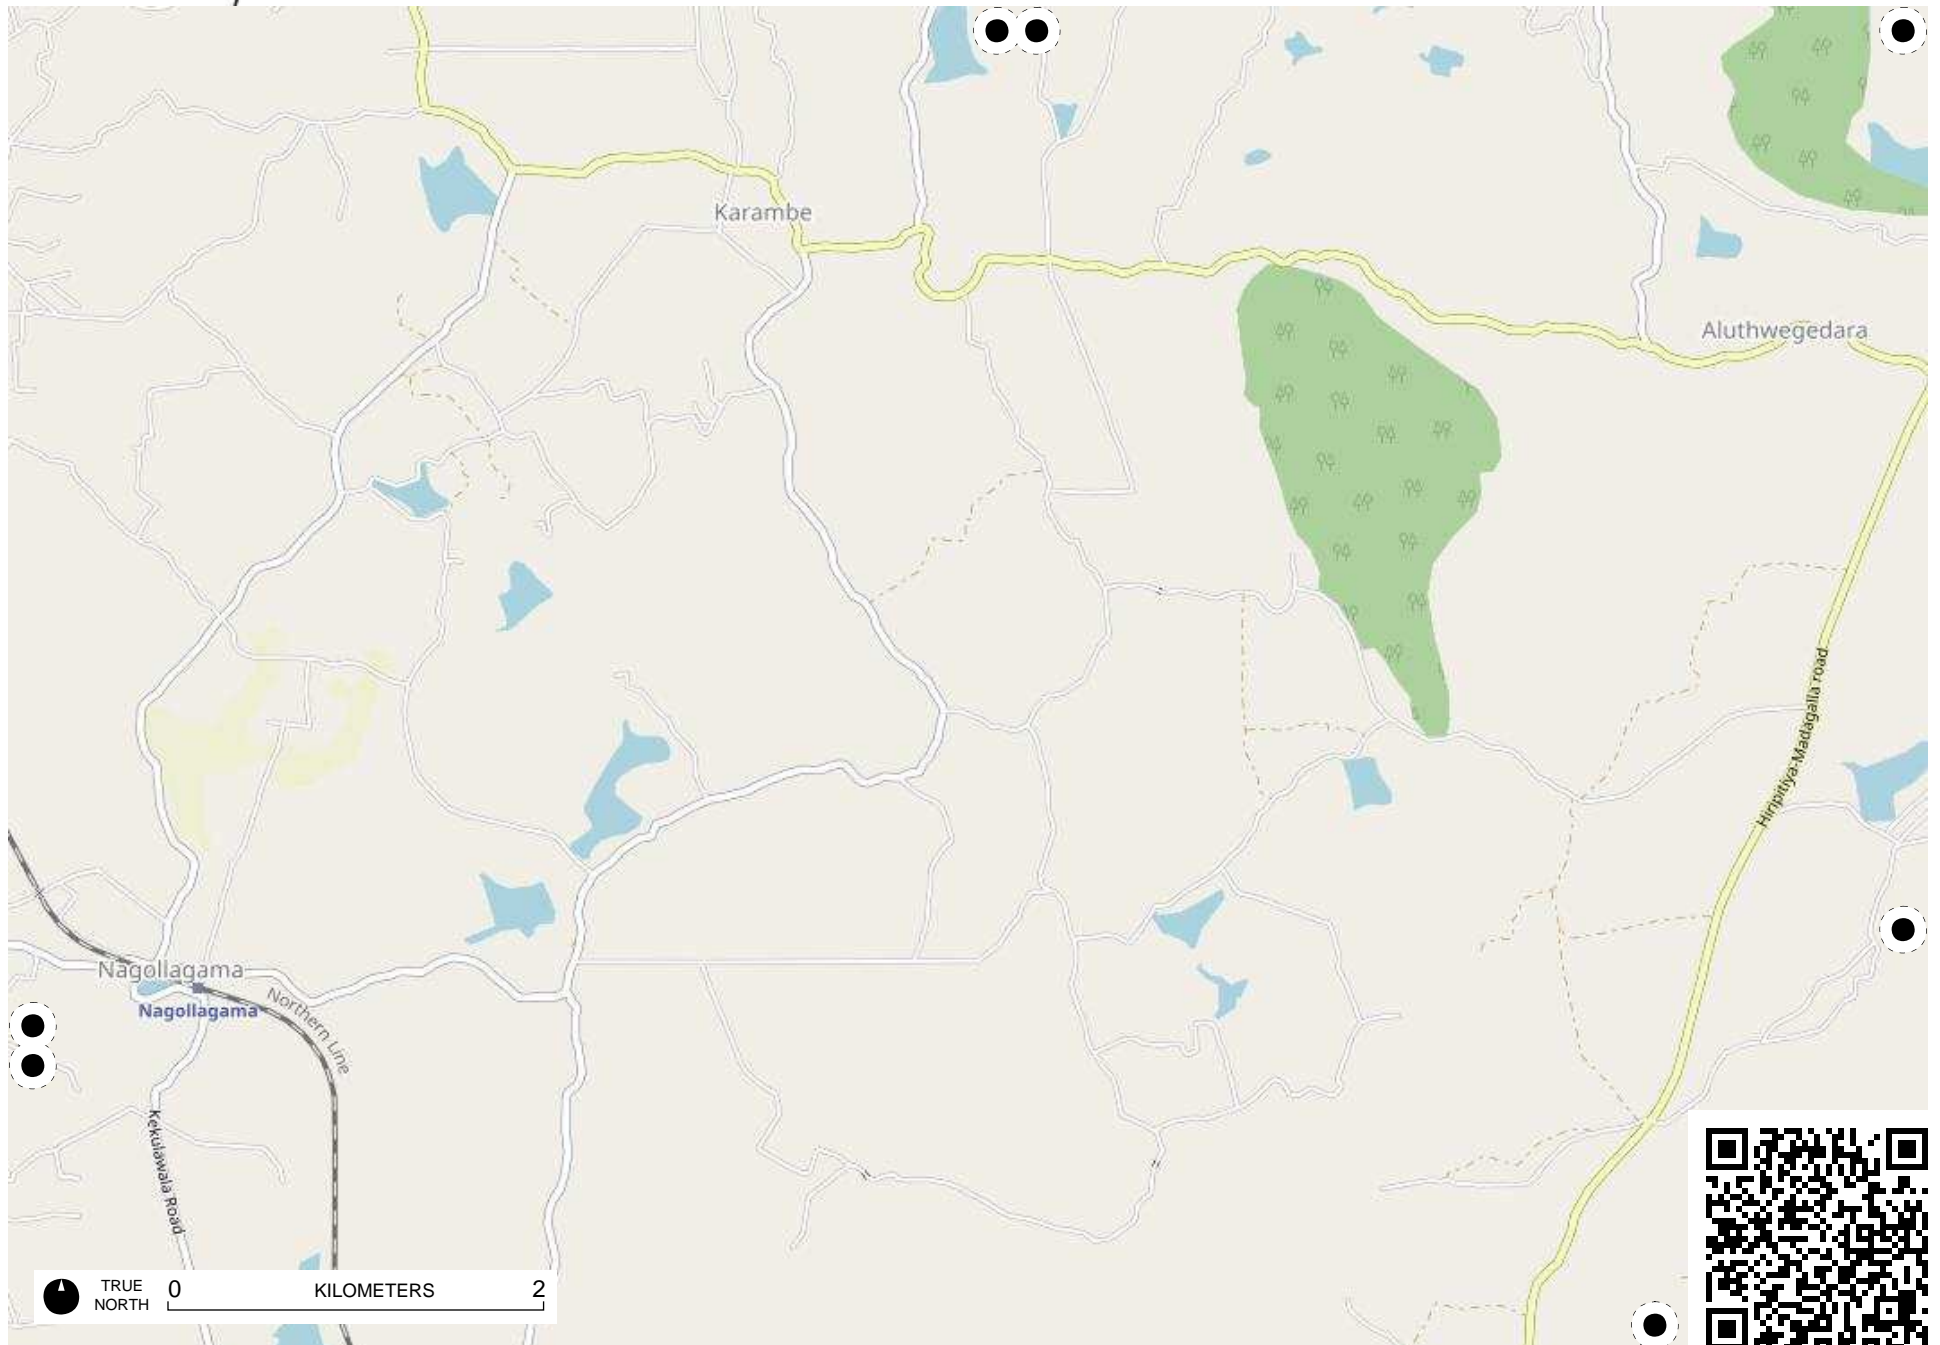 Karambe
Aluthwegedara
Hiripitiya-Madagalla road
Nagollagama
Nagollagama
Northern Line
Kekulawala Road
TRUE
NORTH
0 KILOMETERS 2